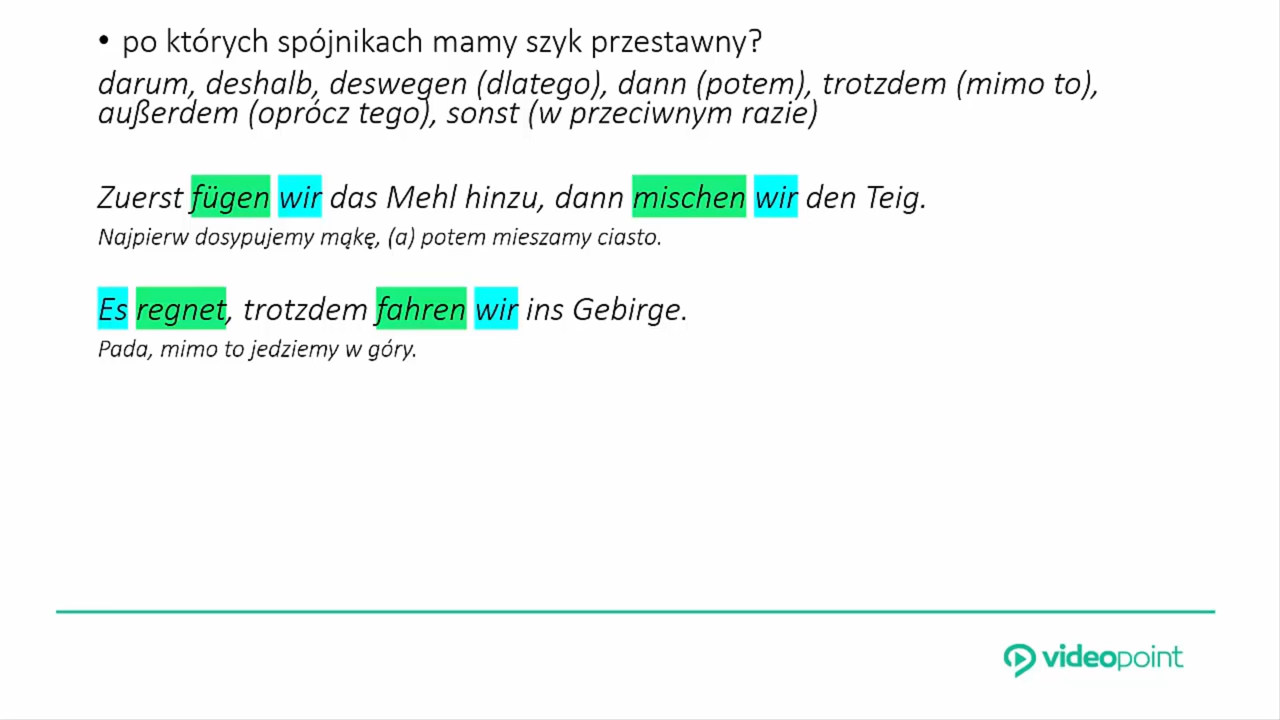 • po których spójnikach mamy szyk przestawny?
darum, deshalb, deswegen (dlatego), dann (potem), trotzdem (mimo to),
außerdem (oprócz tego), sonst (w przeciwnym razie)
Zuerst fügen wir das Mehl hinzu, dann mischen wir den Teig.
Najpierw dosypujemy mąkę, (a) potem mieszamy ciasto.
Es regnet, trotzdem fahren wir ins Gebirge.
Pada, mimo to jedziemy w góry.
videopoint